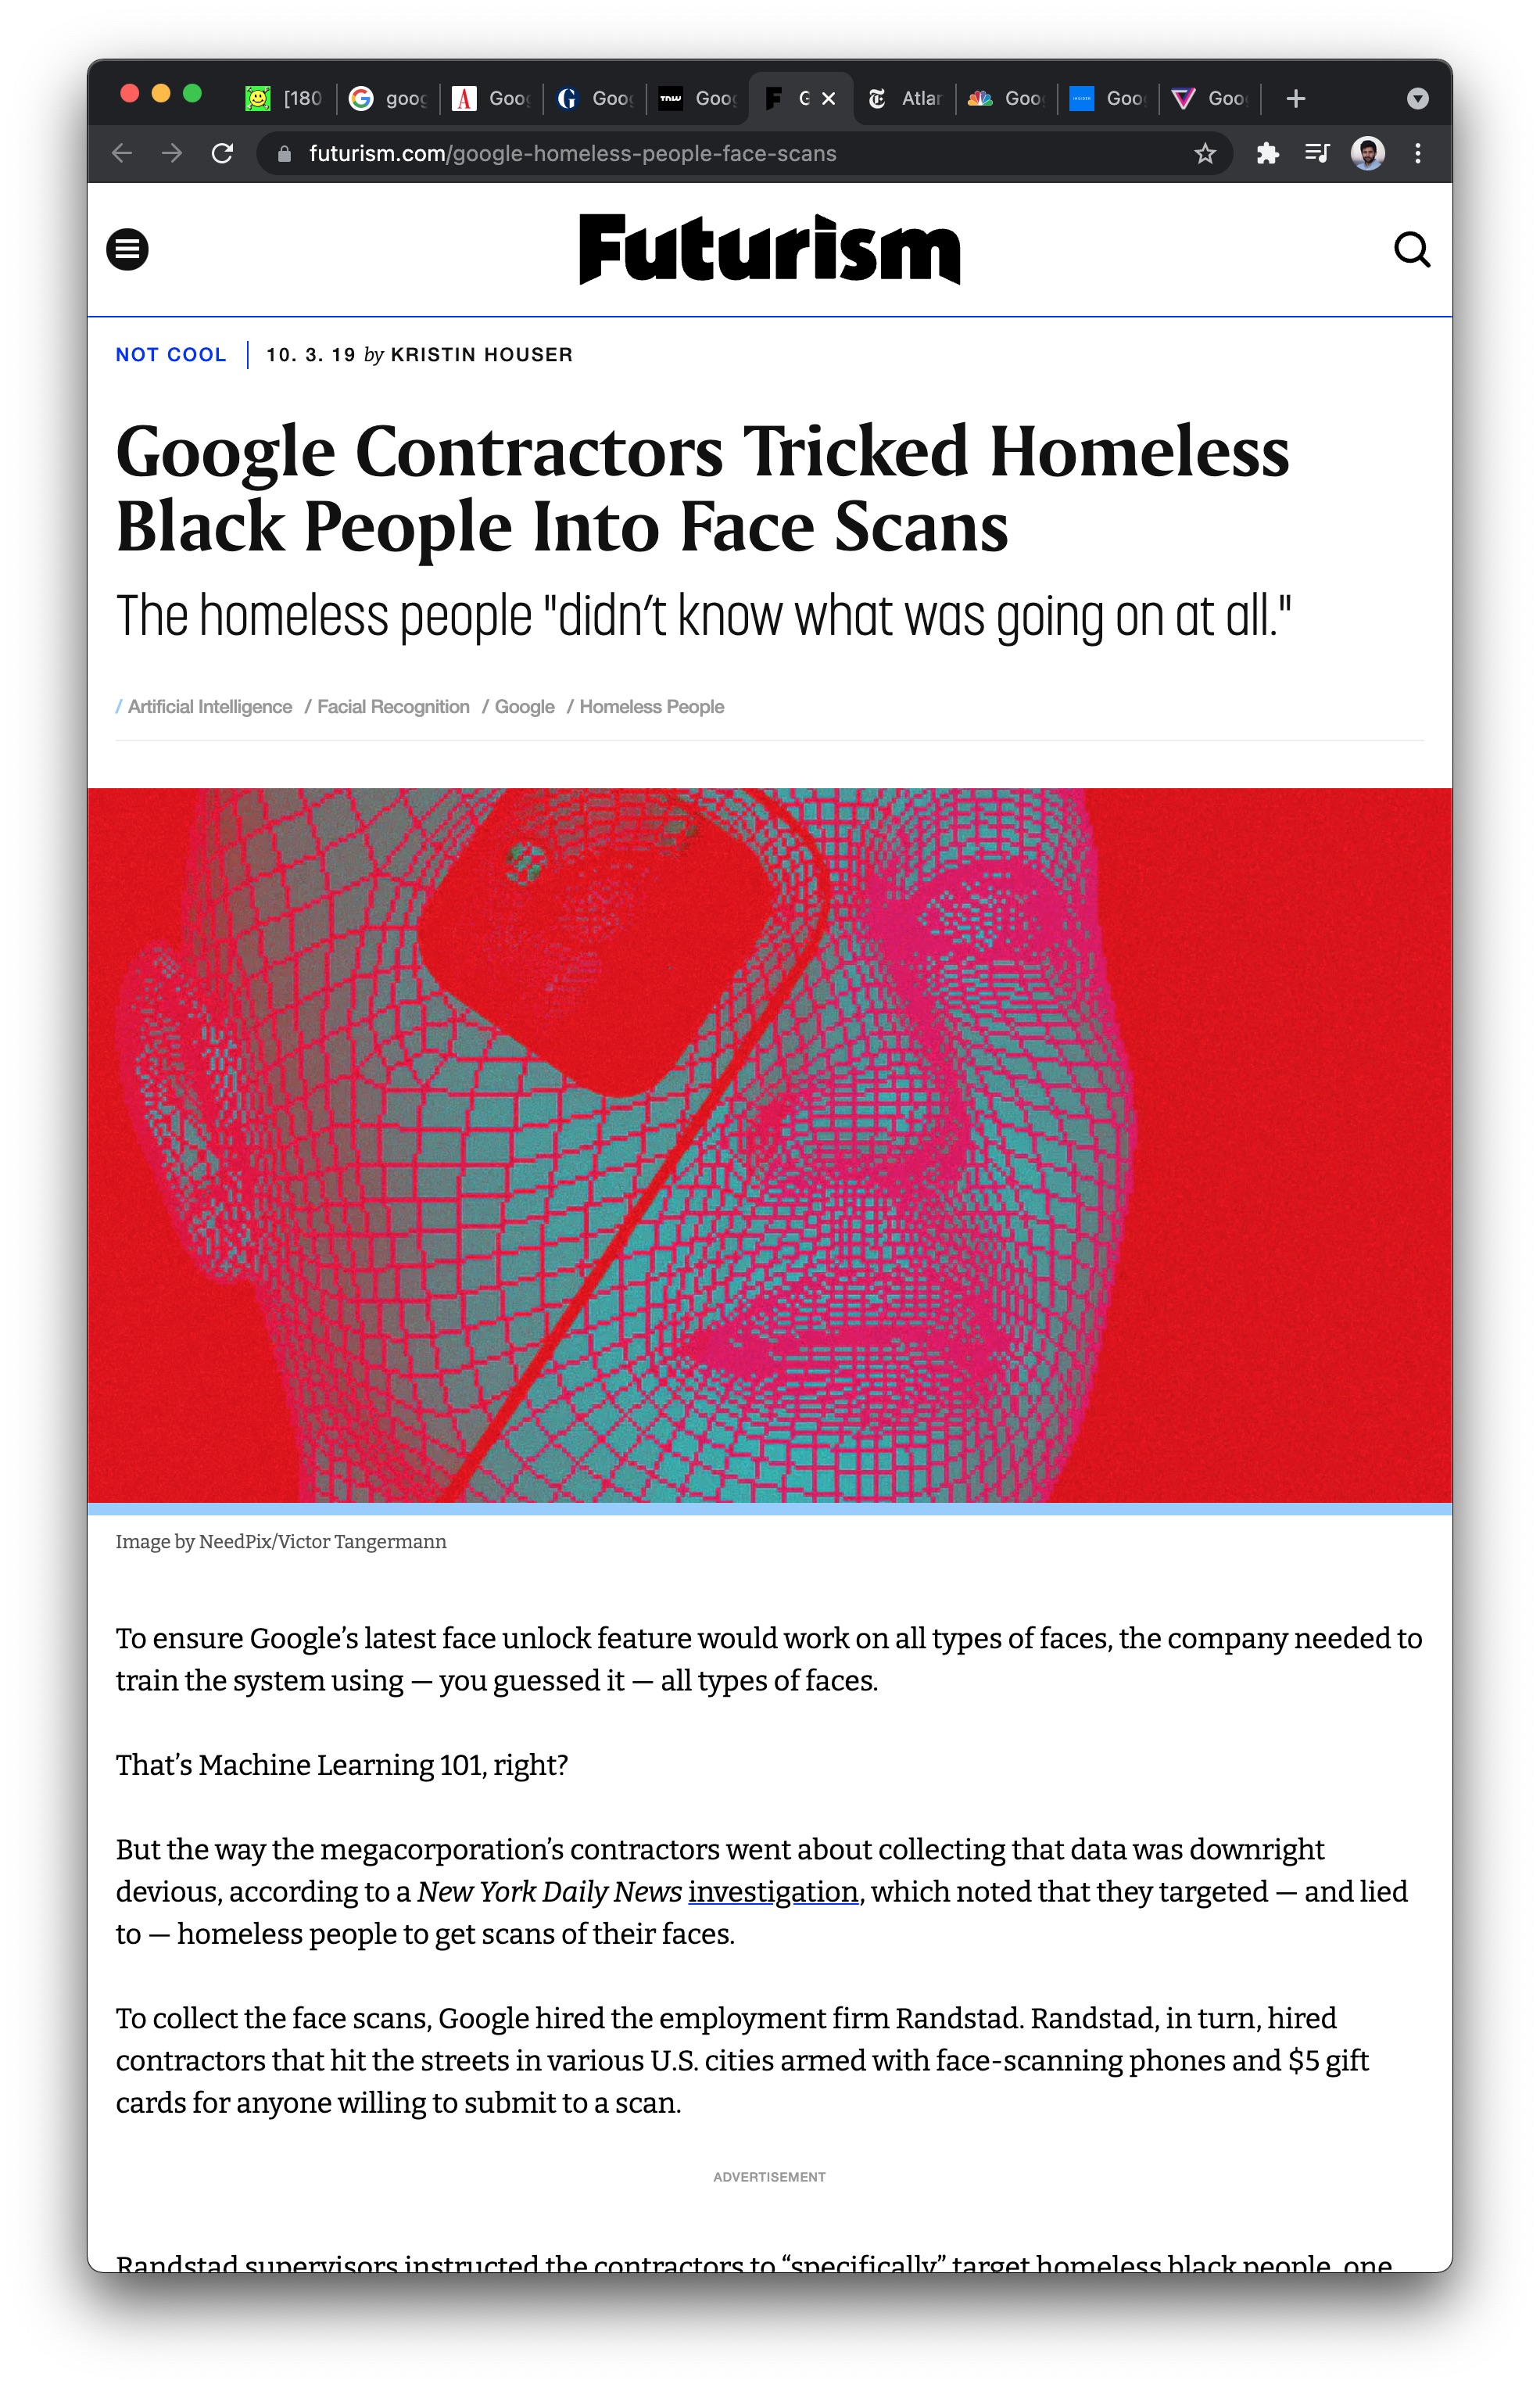 [180
goog
Goog
Goog
TNW
Goog
G
Atlan
Goog
INSIDER
Goog
Goog
futurism.com/google-homeless-people-face-scans
Futurism
NOT COOL | 10. 3. 19 by KRISTIN HOUSER
Google Contractors Tricked Homeless
Black People Into Face Scans
The homeless people "didn't know what was going on at all."
/ Artificial Intelligence / Facial Recognition / Google / Homeless People
Image by NeedPix/Victor Tangermann
To ensure Google’s latest face unlock feature would work on all types of faces, the company needed to
train the system using — you guessed it — all types of faces.
That’s Machine Learning 101, right?
But the way the megacorporation’s contractors went about collecting that data was downright
devious, according to a New York Daily News investigation, which noted that they targeted — and lied
to — homeless people to get scans of their faces.
To collect the face scans, Google hired the employment firm Randstad. Randstad, in turn, hired
contractors that hit the streets in various U.S. cities armed with face-scanning phones and $5 gift
cards for anyone willing to submit to a scan.
ADVERTISEMENT
Randstad supervisors instructed the contractors to “specifically” target homeless black people, one